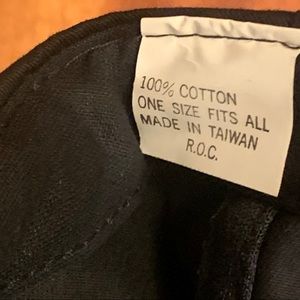 100% COTTON
ONE SIZE FITS ALL
MADE IN TAIWAN
R.O.C.